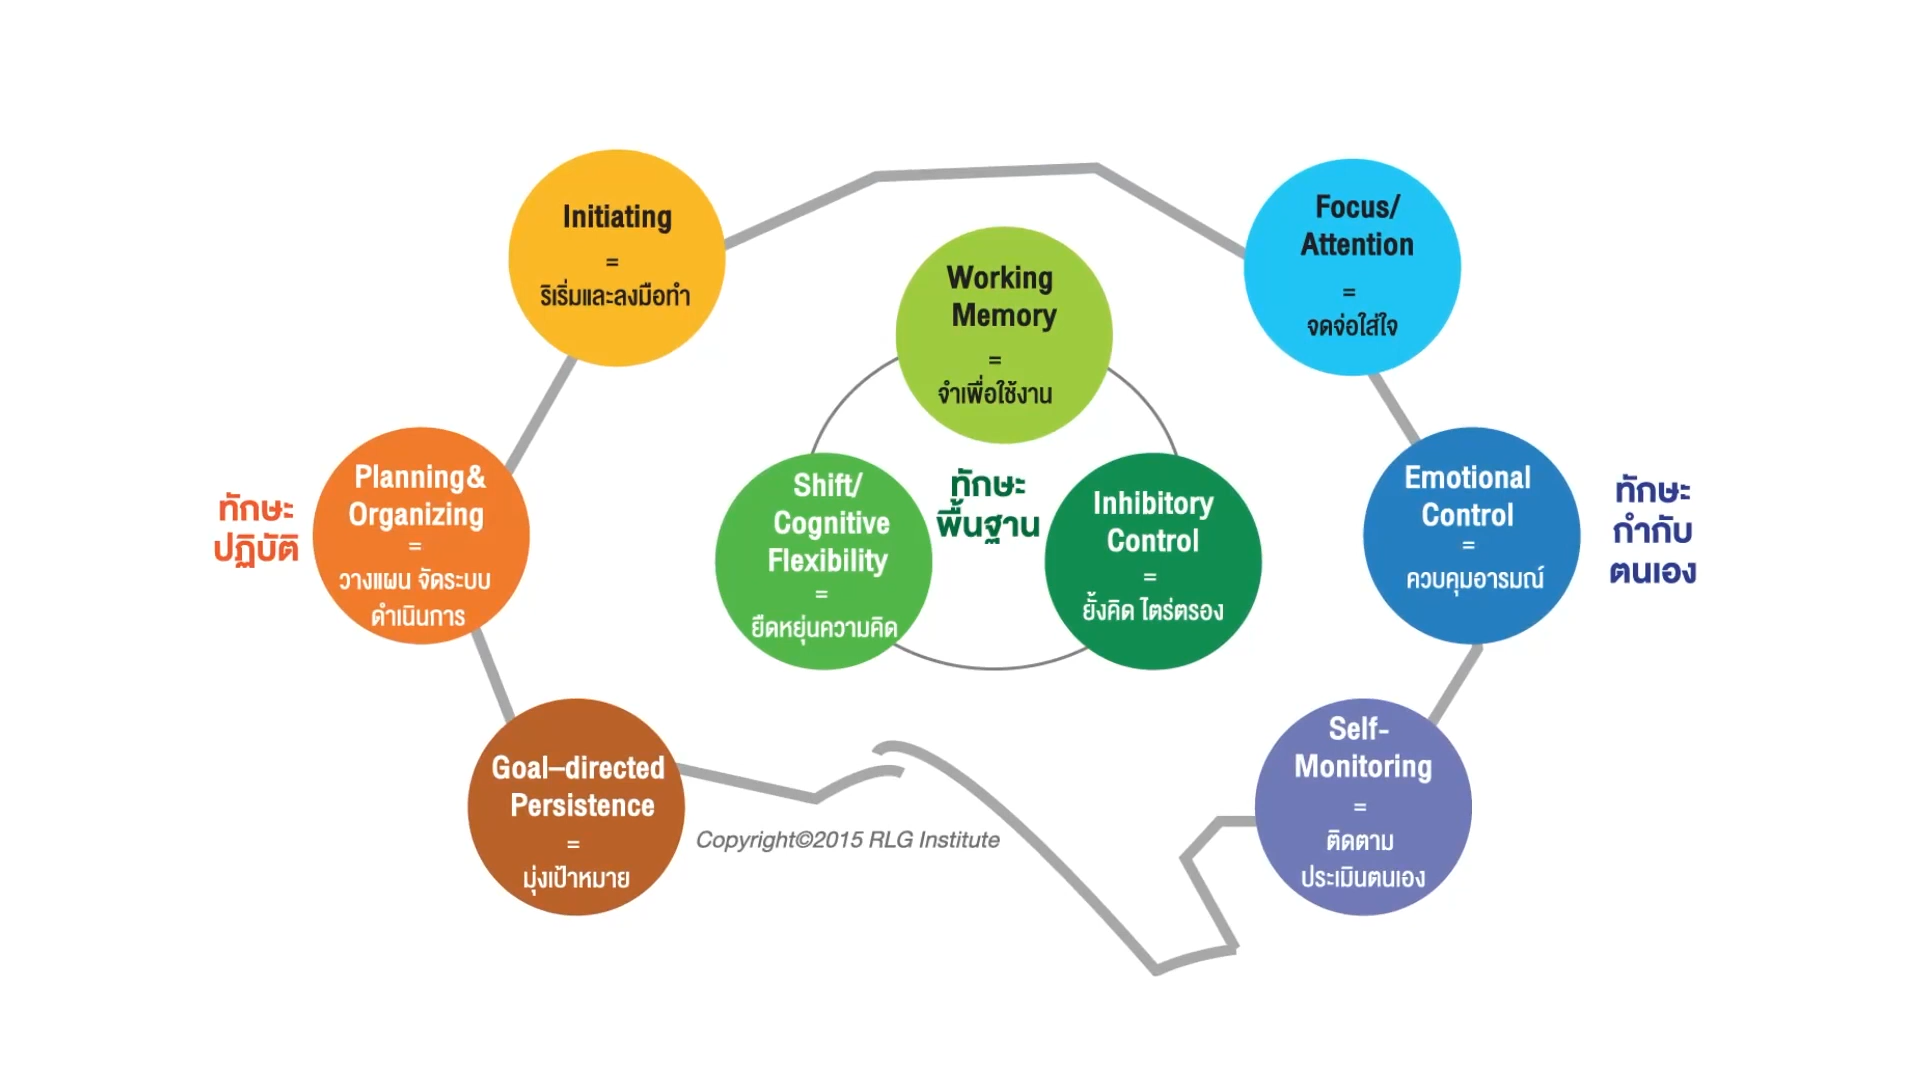 Initiating
=
ริเริ่มและลงมือทำ
Focus/
Attention
=
จดจ่อใส่ใจ
Working
Memory
=
จำเพื่อใช้งาน
ทักษะ
ปฏิบัติ
Planning&
Organizing
=
วางแผน จัดระบบ
ดำเนินการ
Shift/
Cognitive
Flexibility
=
ยืดหยุ่นความคิด
ทักษะ
พื้นฐาน
Inhibitory
Control
=
ยั้งคิด ไตร่ตรอง
Emotional
Control
=
ควบคุมอารมณ์
ทักษะ
กำกับ
ตนเอง
Goal–directed
Persistence
=
มุ่งเป้าหมาย
Copyright©2015 RLG Institute
Self-
Monitoring
=
ติดตาม
ประเมินตนเอง